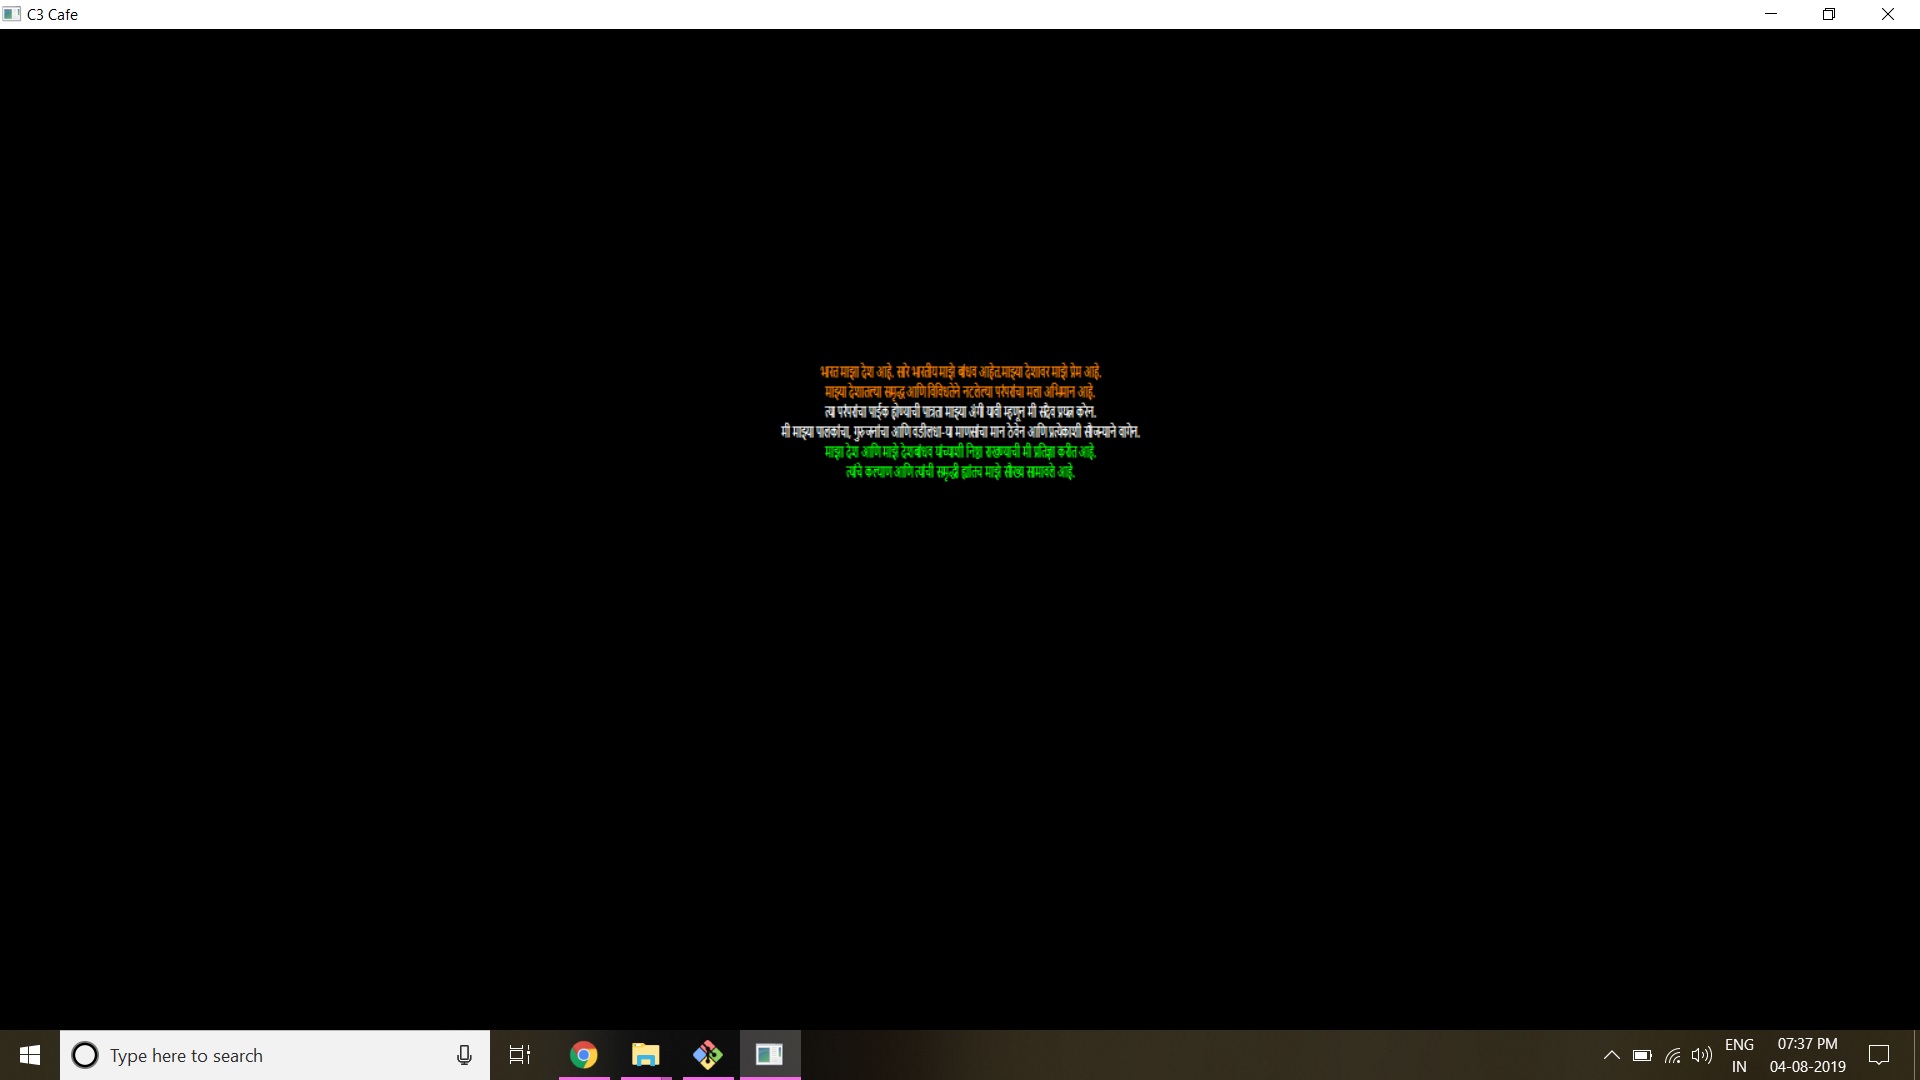 C3 Cafe
भारत माझा देश आहे. सारे भारतीय माझे बांधव आहेत.माझ्या देशावर माझे प्रेम आहे.
माझ्या देशातल्या समृद्ध आणि विविधतेने नटलेल्या परंपरांचा मला अभिमान आहे.
त्या परंपरांचा पाईक होण्याची पात्रता माझ्या अंगी यावी म्हणून मी सदैव प्रयत्न करेन.
मी माझ्या पालकांचा, गुरुजनांचा आणि वडीलधा-या माणसांचा मान ठेवेन आणि प्रत्येकाशी सौजन्याने वागेन.
माझा देश आणि माझे देशबांधव यांच्याशी निष्ठा राखण्याची मी प्रतिज्ञा करीत आहे.
त्यांचे कल्याण आणि त्यांची समृद्धी ह्यांतच माझे सौख्य सामावले आहे.
Type here to search
ENG
IN
07:37 PM
04-08-2019